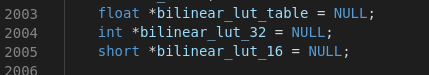 2003 float *bilinear_lut_table = NULL;
2004 int *bilinear_lut_32 = NULL;
2005 short *bilinear_lut_16 = NULL;
2006